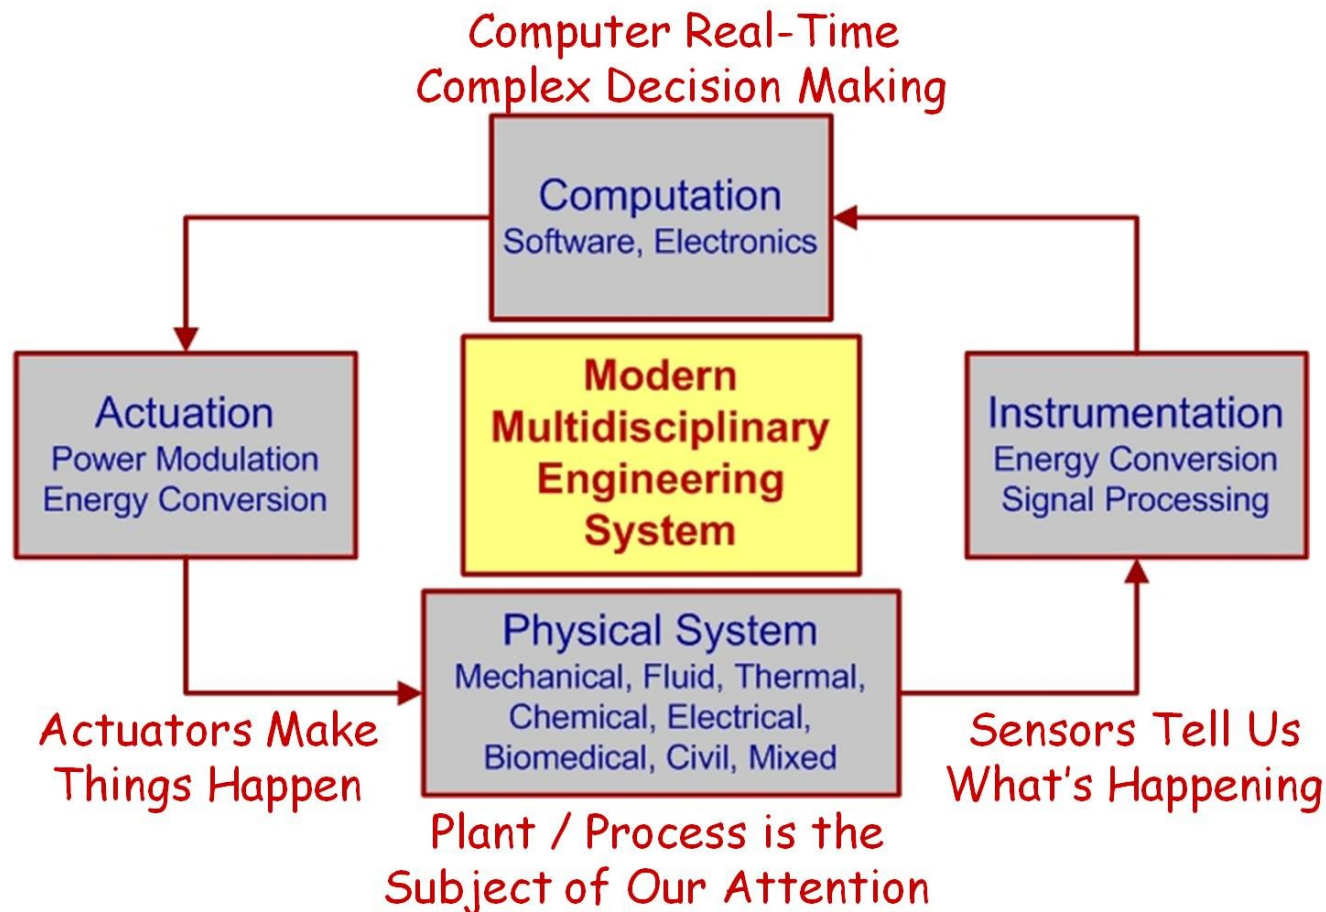 Computer Real-Time
Complex Decision Making
Computation
Software, Electronics
Actuation
Power Modulation
Energy Conversion
Modern
Multidisciplinary
Engineering
System
Instrumentation
Energy Conversion
Signal Processing
Physical System
Mechanical, Fluid, Thermal,
Chemical, Electrical,
Biomedical, Civil, Mixed
Actuators Make
Things Happen
Sensors Tell Us
What's Happening
Plant / Process is the
Subject of Our Attention